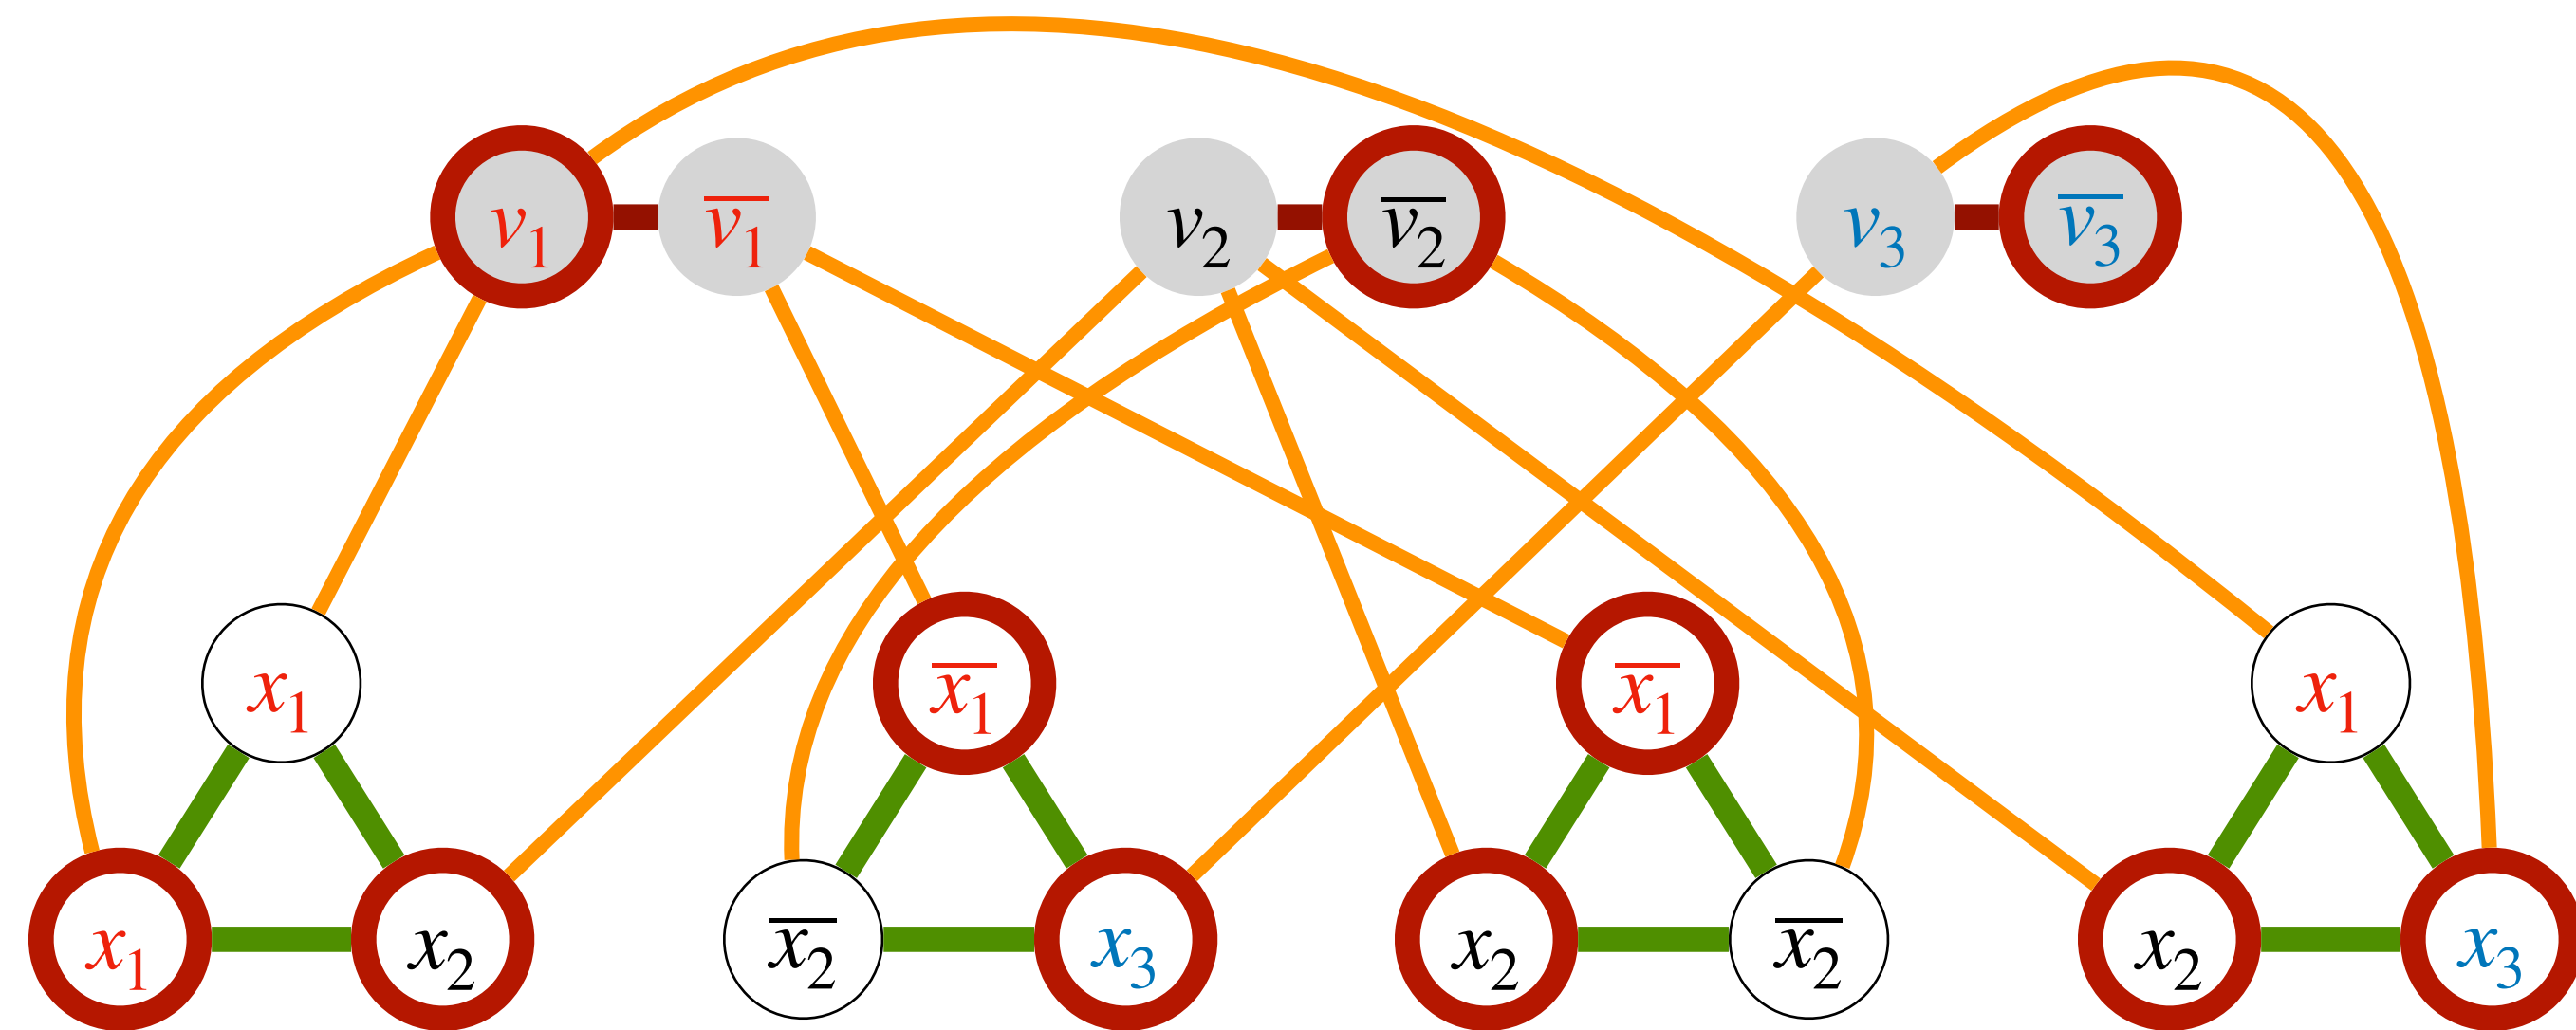 v₁ v̅₁ v₂ v̅₂ v₃ v̅₃
x₁ x̅₁ x̅₁ x₁
x₁ x₂ x̅₂ x₃ x₂ x̅₂ x₂ x₃